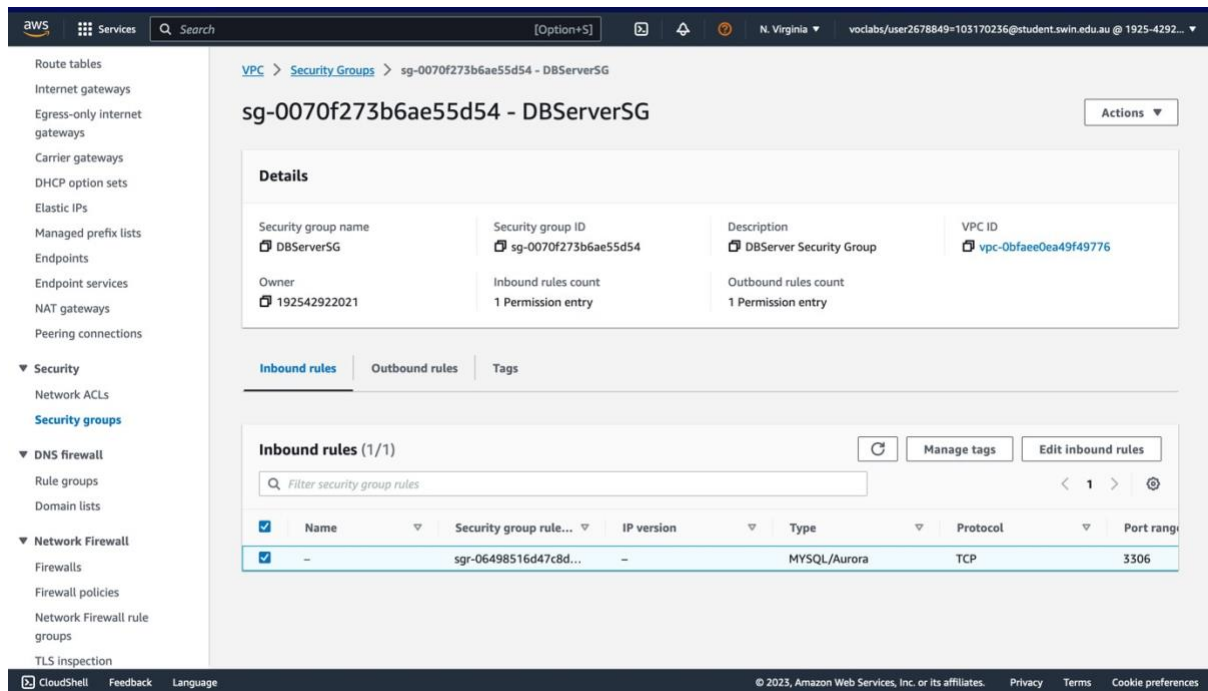 aws Services Search [Option+S] N. Virginia voclabs/user2678849=103170236@student.swin.edu.au @ 1925-4292...
Route tables
Internet gateways
Egress-only internet
gateways
Carrier gateways
DHCP option sets
Elastic IPs
Managed prefix lists
Endpoints
Endpoint services
NAT gateways
Peering connections
Security
Network ACLs
Security groups
DNS firewall
Rule groups
Domain lists
Network Firewall
Firewalls
Firewall policies
Network Firewall rule
groups
TLS inspection
VPC > Security Groups > sg-0070f273b6ae55d54 - DBServerSG
sg-0070f273b6ae55d54 - DBServerSG
Actions
Details
Security group name Security group ID Description VPC ID
DBServerSG sg-0070f273b6ae55d54 DBServer Security Group vpc-0bfaee0ea49f49776
Owner Inbound rules count Outbound rules count
192542922021 1 Permission entry 1 Permission entry
Inbound rules Outbound rules Tags
Inbound rules (1/1) Manage tags Edit inbound rules
Filter security group rules < 1 >
Name Security group rule... IP version Type Protocol Port rang
– sgr-06498516d47c8d... – MYSQL/Aurora TCP 3306
CloudShell Feedback Language © 2023, Amazon Web Services, Inc. or its affiliates. Privacy Terms Cookie preferences